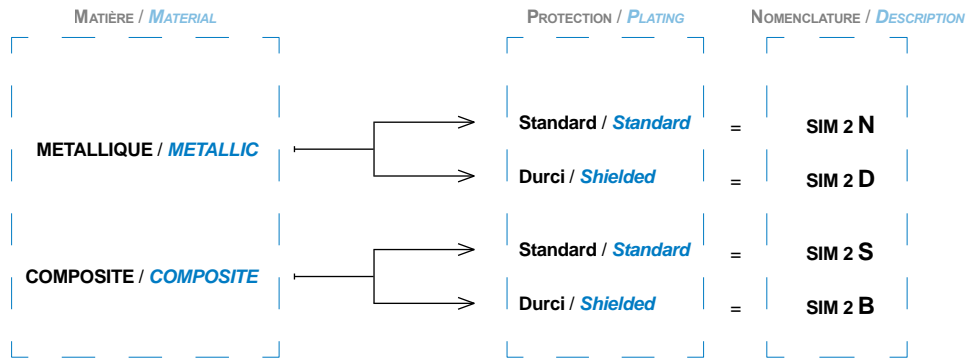 MATIÈRE / MATERIAL PROTECTION / PLATING NOMENCLATURE / DESCRIPTION
Standard / Standard = SIM 2 N
METALLIQUE / METALLIC
Durci / Shielded = SIM 2 D
Standard / Standard = SIM 2 S
COMPOSITE / COMPOSITE
Durci / Shielded = SIM 2 B